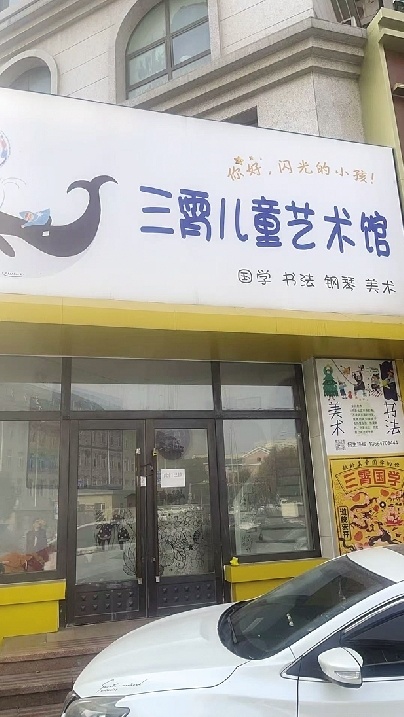 你好，闪光的小孩！
三霄儿童艺术馆
国学 书法 钢琴 美术
美术
书法
三霄国学